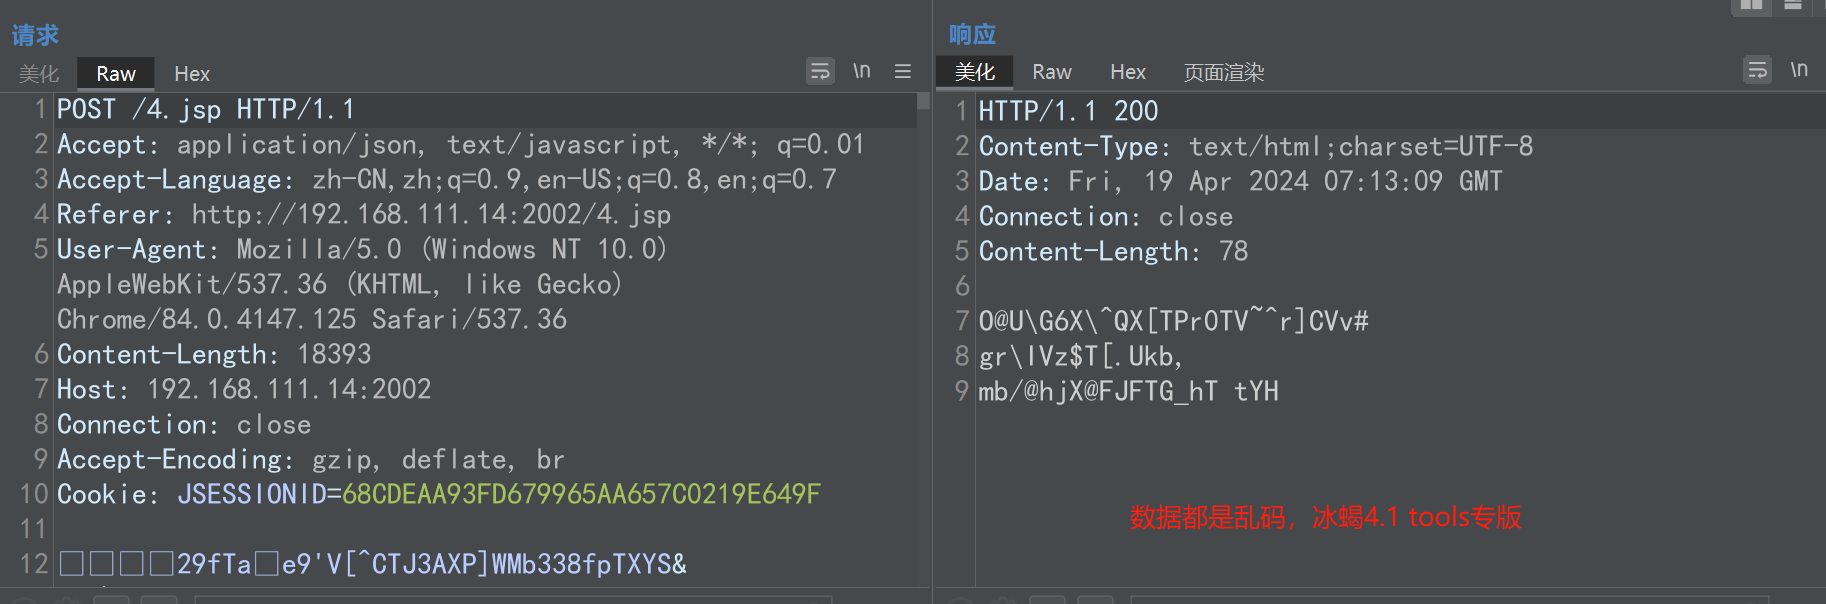 请求
美化 Raw Hex \n
1 POST /4.jsp HTTP/1.1
2 Accept: application/json, text/javascript, */*; q=0.01
3 Accept-Language: zh-CN,zh;q=0.9,en-US;q=0.8,en;q=0.7
4 Referer: http://192.168.111.14:2002/4.jsp
5 User-Agent: Mozilla/5.0 (Windows NT 10.0)
AppleWebKit/537.36 (KHTML, like Gecko)
Chrome/84.0.4147.125 Safari/537.36
6 Content-Length: 18393
7 Host: 192.168.111.14:2002
8 Connection: close
9 Accept-Encoding: gzip, deflate, br
10 Cookie: JSESSIONID=68CDEAA93FD679965AA657C0219E649F
11
12 □□□□29fTa□e9'V[^CTJ3AXP]WMb338fpTXYS&
响应
美化 Raw Hex 页面渲染 \n
1 HTTP/1.1 200
2 Content-Type: text/html;charset=UTF-8
3 Date: Fri, 19 Apr 2024 07:13:09 GMT
4 Connection: close
5 Content-Length: 78
6
7 O@U\G6X\^QX[TPrOTV~^r]CVv#
8 gr\IVz$T[.Ukb,
9 mb/@hjX@FJFTG_hT tYH
数据都是乱码，冰蝎4.1 tools专版